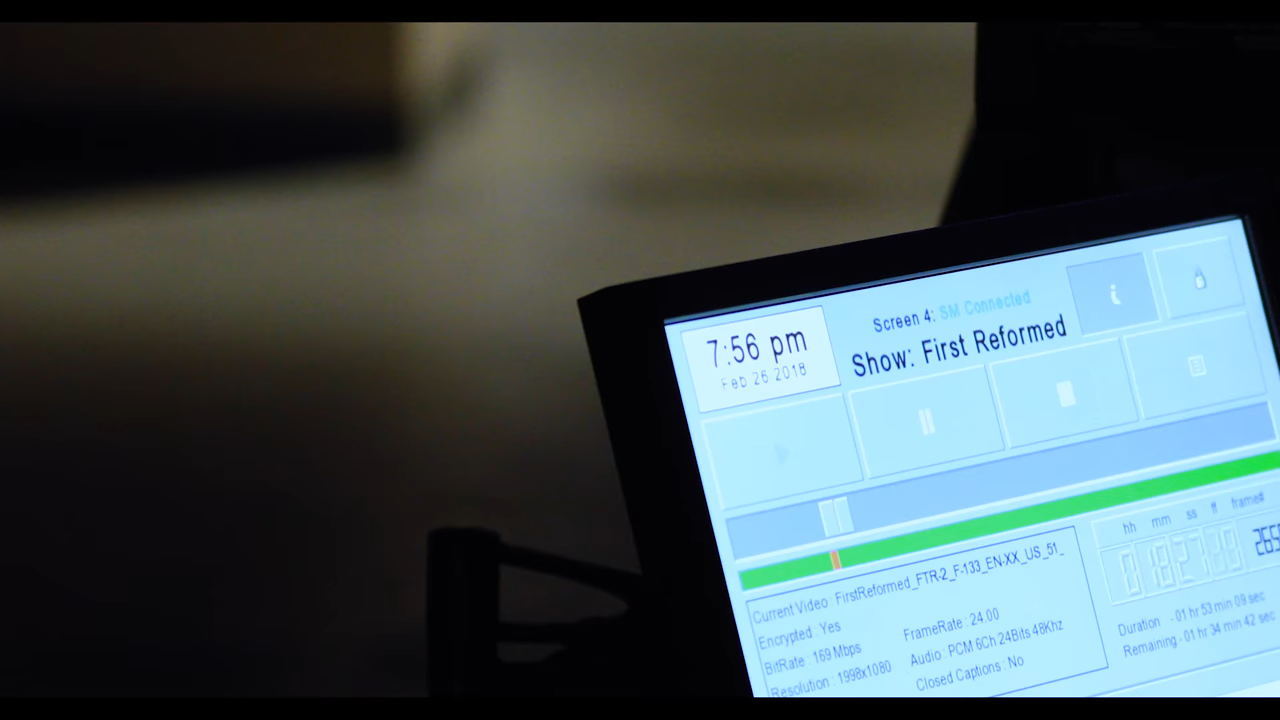 7:56 pm
Feb 26 2018
Screen 4: SM Connected
Show: First Reformed
Current Video : FirstReformed_FTR-2_F-133_EN-XX_US_51_
Encrypted : Yes
BitRate : 169 Mbps
Resolution : 1998x1080
FrameRate : 24.00
Audio : PCM 6Ch 24Bits 48Khz
Closed Captions : No
hh mm ss ff frame#
Duration - 01 hr 53 min 09 sec
Remaining - 01 hr 34 min 42 sec